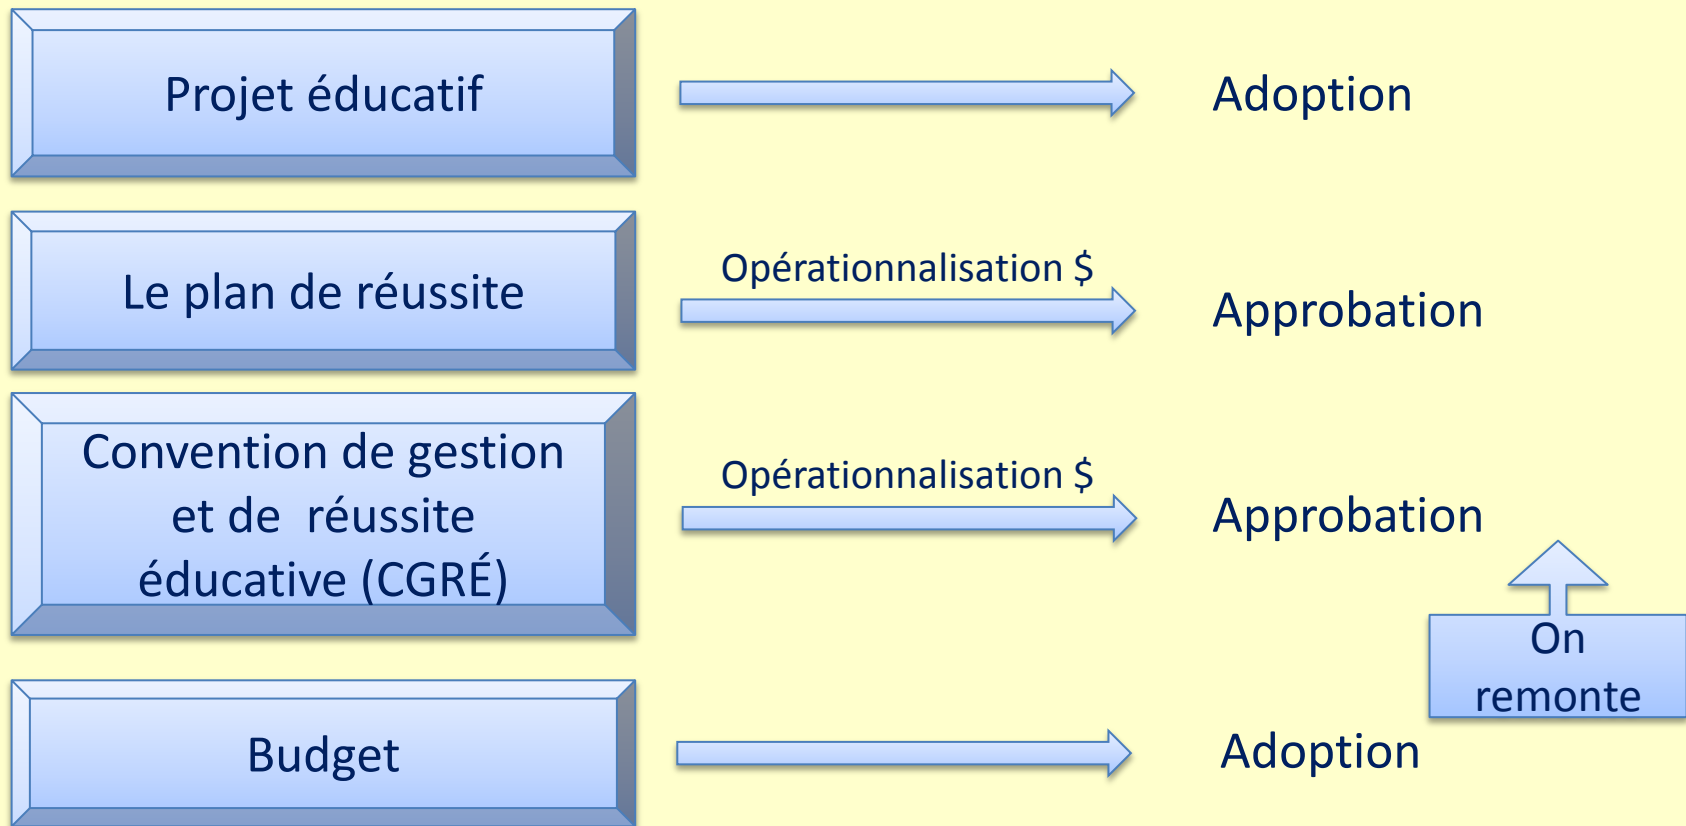 Projet éducatif
Adoption
Le plan de réussite
Opérationnalisation $
Approbation
Convention de gestion
et de réussite
éducative (CGRÉ)
Opérationnalisation $
Approbation
On
remonte
Budget
Adoption